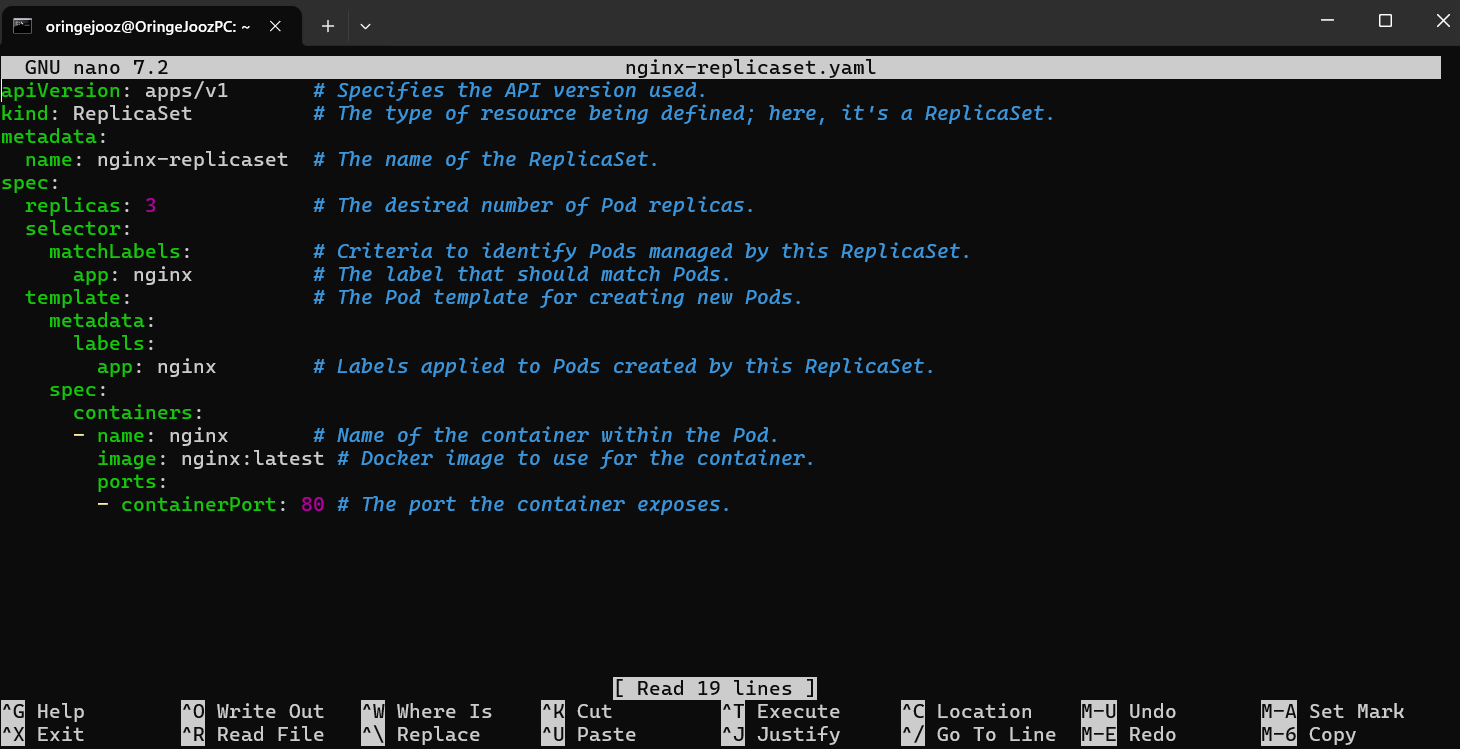 oringejooz@OringeJoozPC: ~
GNU nano 7.2 nginx-replicaset.yaml
apiVersion: apps/v1       # Specifies the API version used.
kind: ReplicaSet          # The type of resource being defined; here, it's a ReplicaSet.
metadata:
  name: nginx-replicaset  # The name of the ReplicaSet.
spec:
  replicas: 3             # The desired number of Pod replicas.
  selector:
    matchLabels:          # Criteria to identify Pods managed by this ReplicaSet.
      app: nginx          # The label that should match Pods.
  template:               # The Pod template for creating new Pods.
    metadata:
      labels:
        app: nginx        # Labels applied to Pods created by this ReplicaSet.
    spec:
      containers:
      - name: nginx       # Name of the container within the Pod.
        image: nginx:latest # Docker image to use for the container.
        ports:
        - containerPort: 80 # The port the container exposes.
[ Read 19 lines ]
^G Help ^O Write Out ^W Where Is ^K Cut ^T Execute ^C Location M-U Undo M-A Set Mark
^X Exit ^R Read File ^\ Replace ^U Paste ^J Justify ^/ Go To Line M-E Redo M-6 Copy